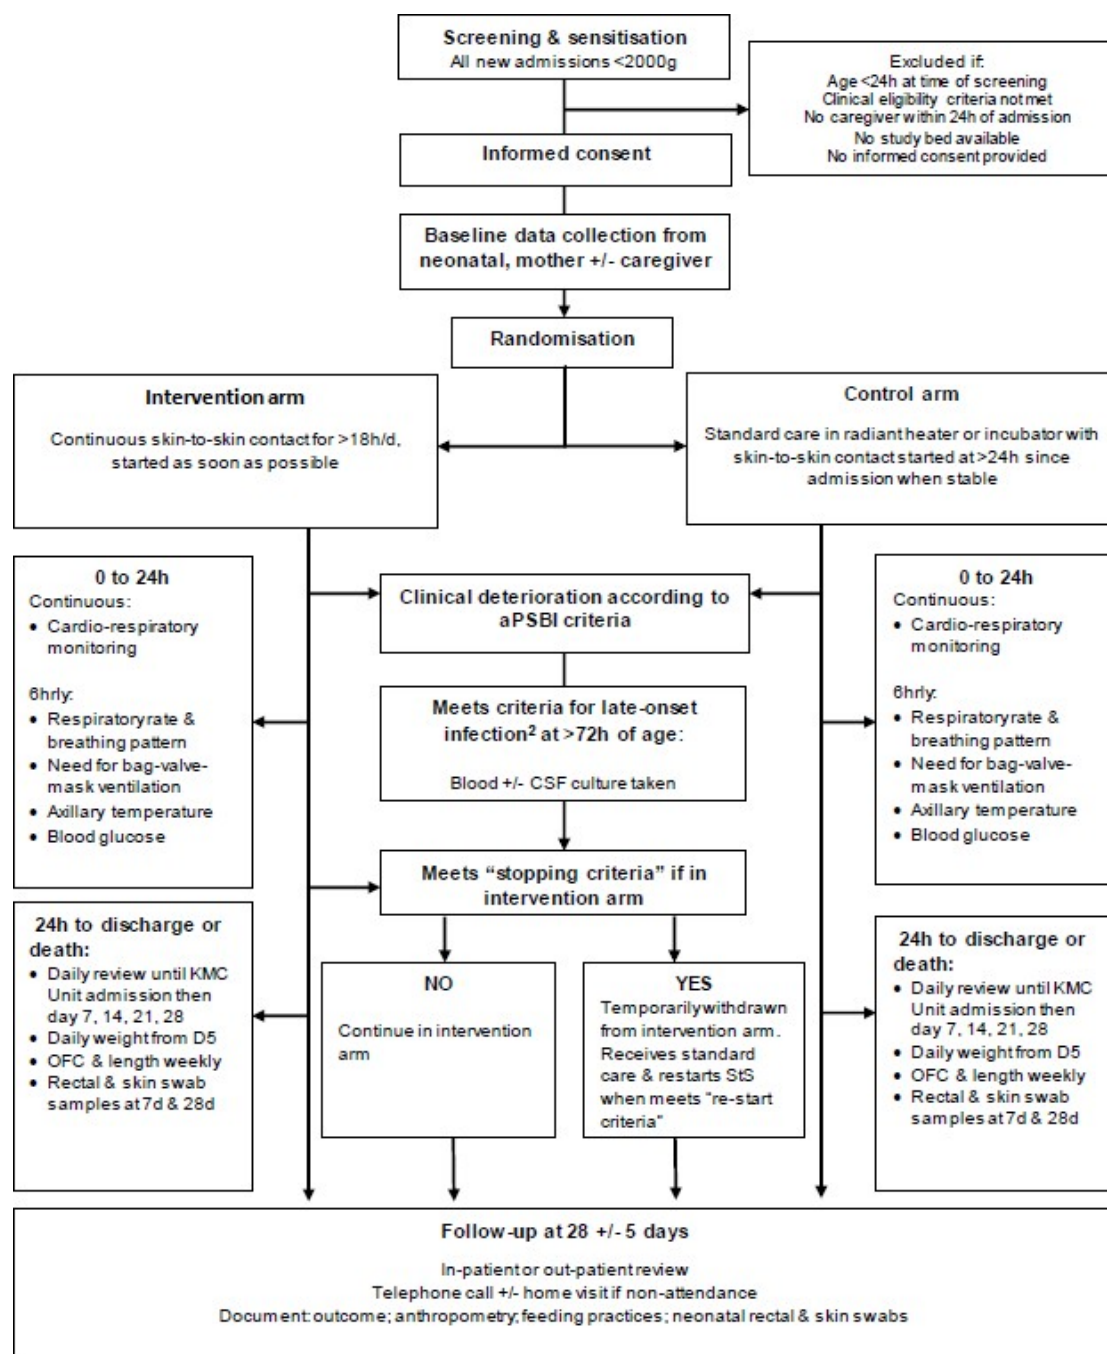 Screening & sensitisation
All new admissions <2000g
Excluded if:
Age <24h at time of screening
Clinical eligibility criteria not met
No caregiver within 24h of admission
No study bed available
No informed consent provided
Informed consent
Baseline data collection from
neonatal, mother +/- caregiver
Randomisation
Intervention arm
Continuous skin-to-skin contact for >18h/d,
started as soon as possible
Control arm
Standard care in radiant heater or incubator with
skin-to-skin contact started at >24h since
admission when stable
0 to 24h
Continuous:
• Cardio-respiratory
monitoring
6hrly:
• Respiratory rate &
breathing pattern
• Need for bag-valve-
mask ventilation
• Axillary temperature
• Blood glucose
Clinical deterioration according to
aPSBI criteria
Meets criteria for late-onset
infection² at >72h of age:
Blood +/- CSF culture taken
Meets “stopping criteria” if in
intervention arm
0 to 24h
Continuous:
• Cardio-respiratory
monitoring
6hrly:
• Respiratory rate &
breathing pattern
• Need for bag-valve-
mask ventilation
• Axillary temperature
• Blood glucose
24h to discharge or
death:
• Daily review until KMC
Unit admission then
day 7, 14, 21, 28
• Daily weight from D5
• OFC & length weekly
• Rectal & skin swab
samples at 7d & 28d
NO
Continue in intervention
arm
YES
Temporarily withdrawn
from intervention arm.
Receives standard
care & restarts StS
when meets “re-start
criteria”
24h to discharge or
death:
• Daily review until KMC
Unit admission then
day 7, 14, 21, 28
• Daily weight from D5
• OFC & length weekly
• Rectal & skin swab
samples at 7d & 28d
Follow-up at 28 +/- 5 days
In-patient or out-patient review
Telephone call +/- home visit if non-attendance
Document: outcome; anthropometry; feeding practices; neonatal rectal & skin swabs